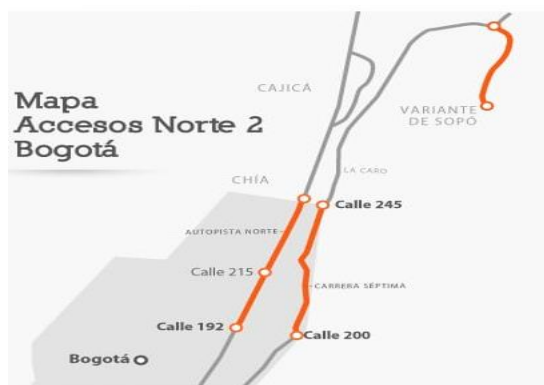 Mapa
Accesos Norte 2
Bogotá
CAJICÁ
VARIANTE
DE SOPÓ
LA CARO
CHÍA
Calle 245
AUTOPISTA NORTE
Calle 215
CARRERA SÉPTIMA
Calle 192
Calle 200
Bogotá